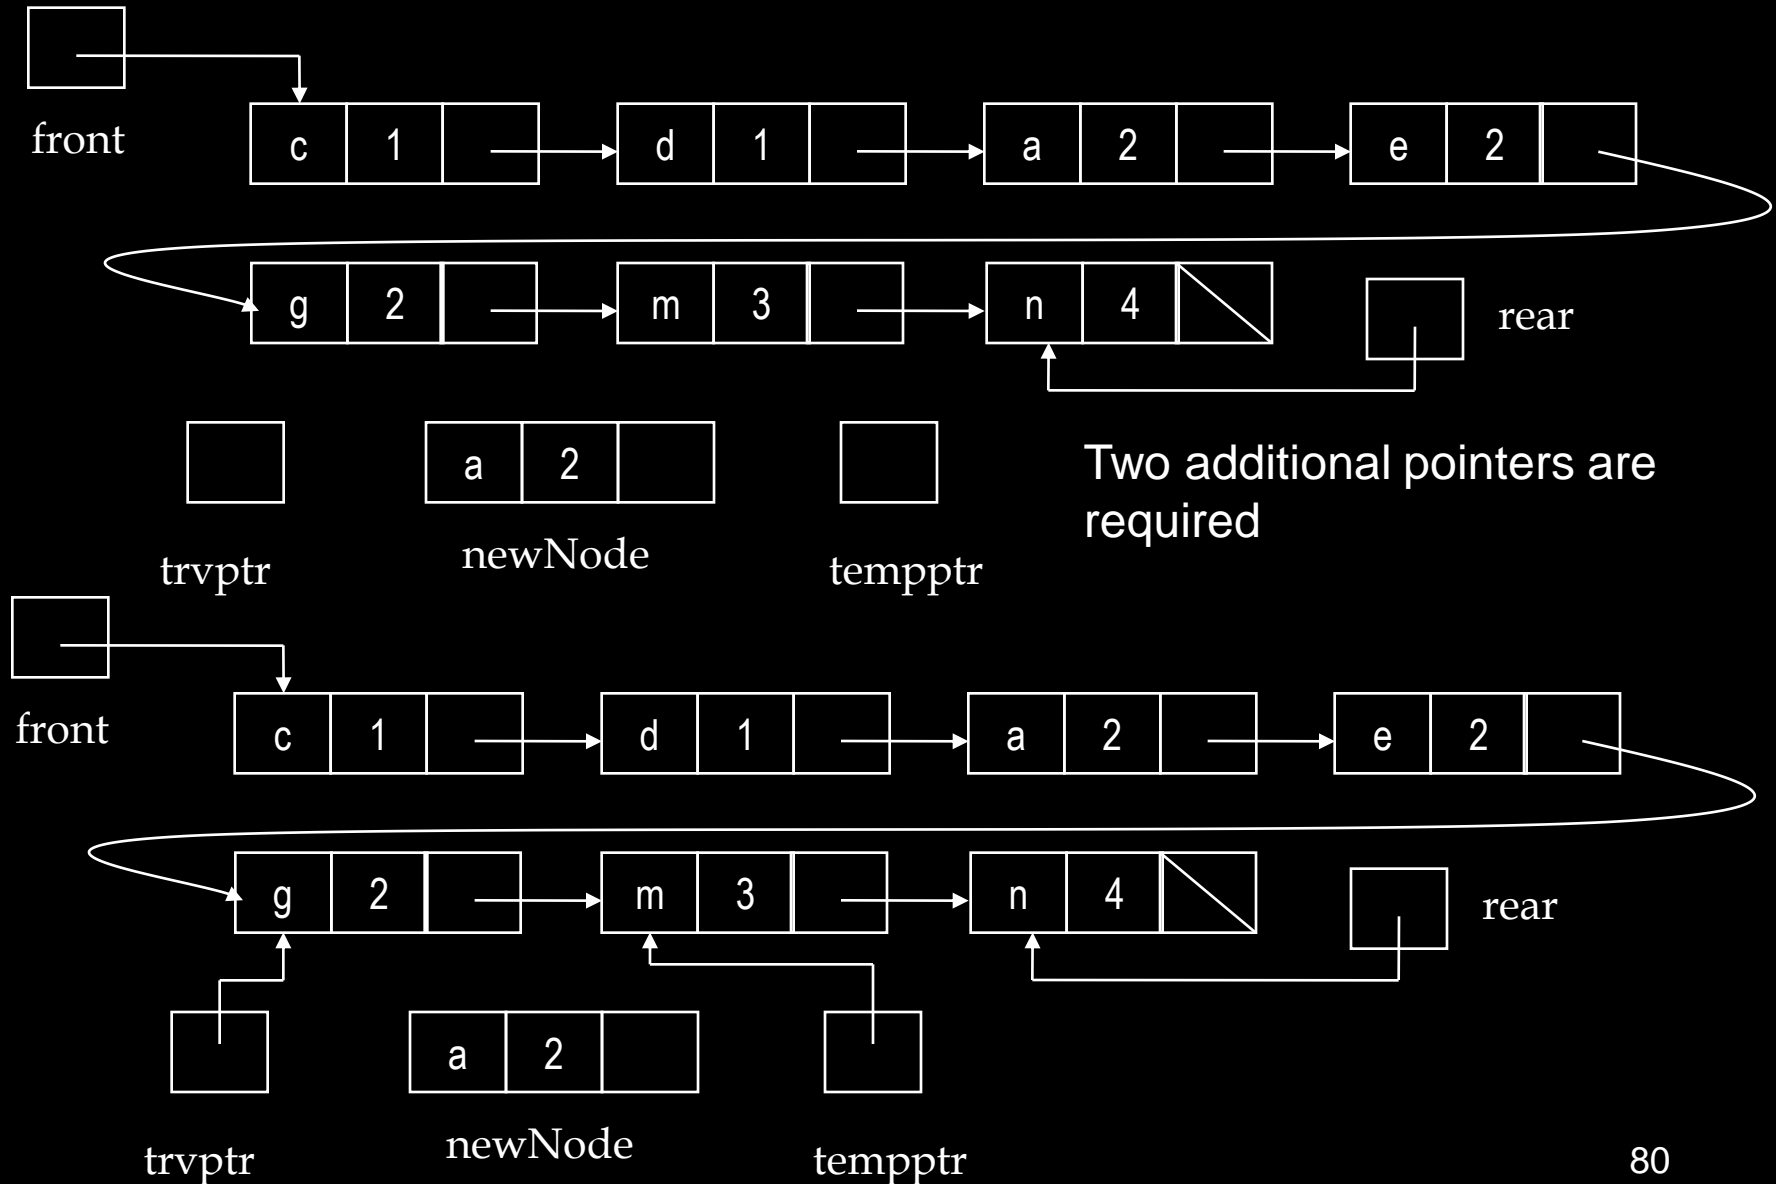 front
c 1 d 1 a 2 e 2
g 2 m 3 n 4
rear
a 2
Two additional pointers are
required
trvptr newNode tempptr
front
c 1 d 1 a 2 e 2
g 2 m 3 n 4
rear
a 2
trvptr newNode tempptr
80